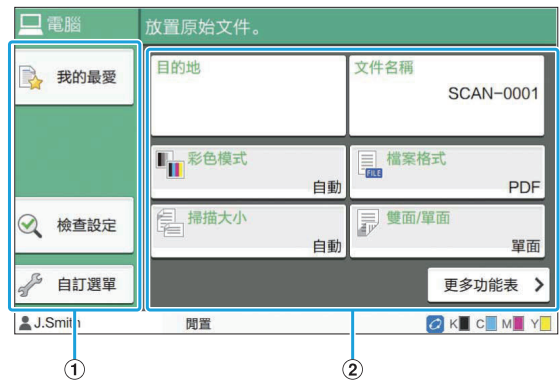 電腦
放置原始文件。
我的最愛
檢查設定
自訂選單
目的地
文件名稱
SCAN-0001
彩色模式
自動
檔案格式
FILE
PDF
掃描大小
自動
雙面/單面
單面
更多功能表
J.Smith
閒置
K C M Y
① ②